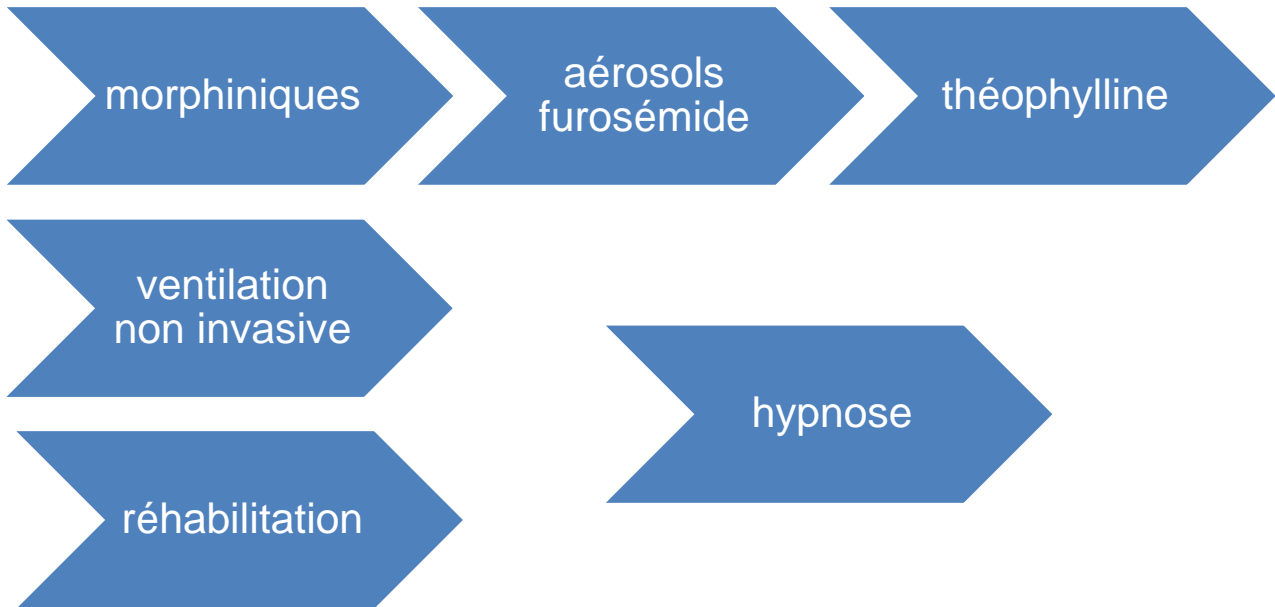 morphiniques
aérosols
furosémide
théophylline
ventilation
non invasive
hypnose
réhabilitation